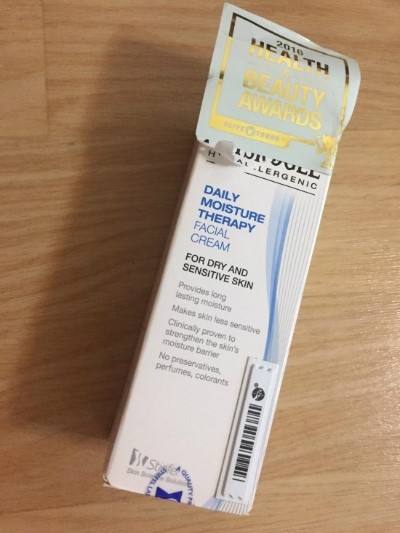 2016
HEALTH
BEAUTY
AWARDS
DAILY
MOISTURE
THERAPY
FACIAL
CREAM
FOR DRY AND
SENSITIVE SKIN
Provides long
lasting moisture
Makes skin less sensitive
Clinically proven to
strengthen the skin's
moisture barrier
No preservatives,
perfumes, colorants
Stiefel